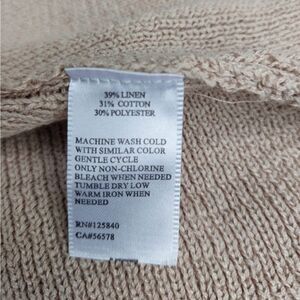 39% LINEN
31% COTTON
30% POLYESTER
MACHINE WASH COLD
WITH SIMILAR COLOR
GENTLE CYCLE
ONLY NON-CHLORINE
BLEACH WHEN NEEDED
TUMBLE DRY LOW
WARM IRON WHEN
NEEDED
RN#125840
CA#56578